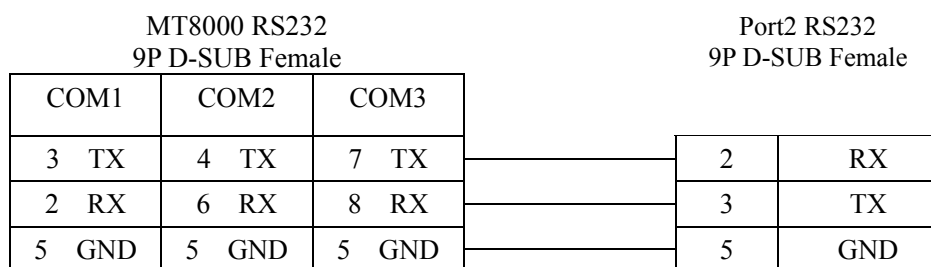 MT8000 RS232
9P D-SUB Female
Port2 RS232
9P D-SUB Female
COM1 COM2 COM3
3 TX 4 TX 7 TX 2 RX
2 RX 6 RX 8 RX 3 TX
5 GND 5 GND 5 GND 5 GND